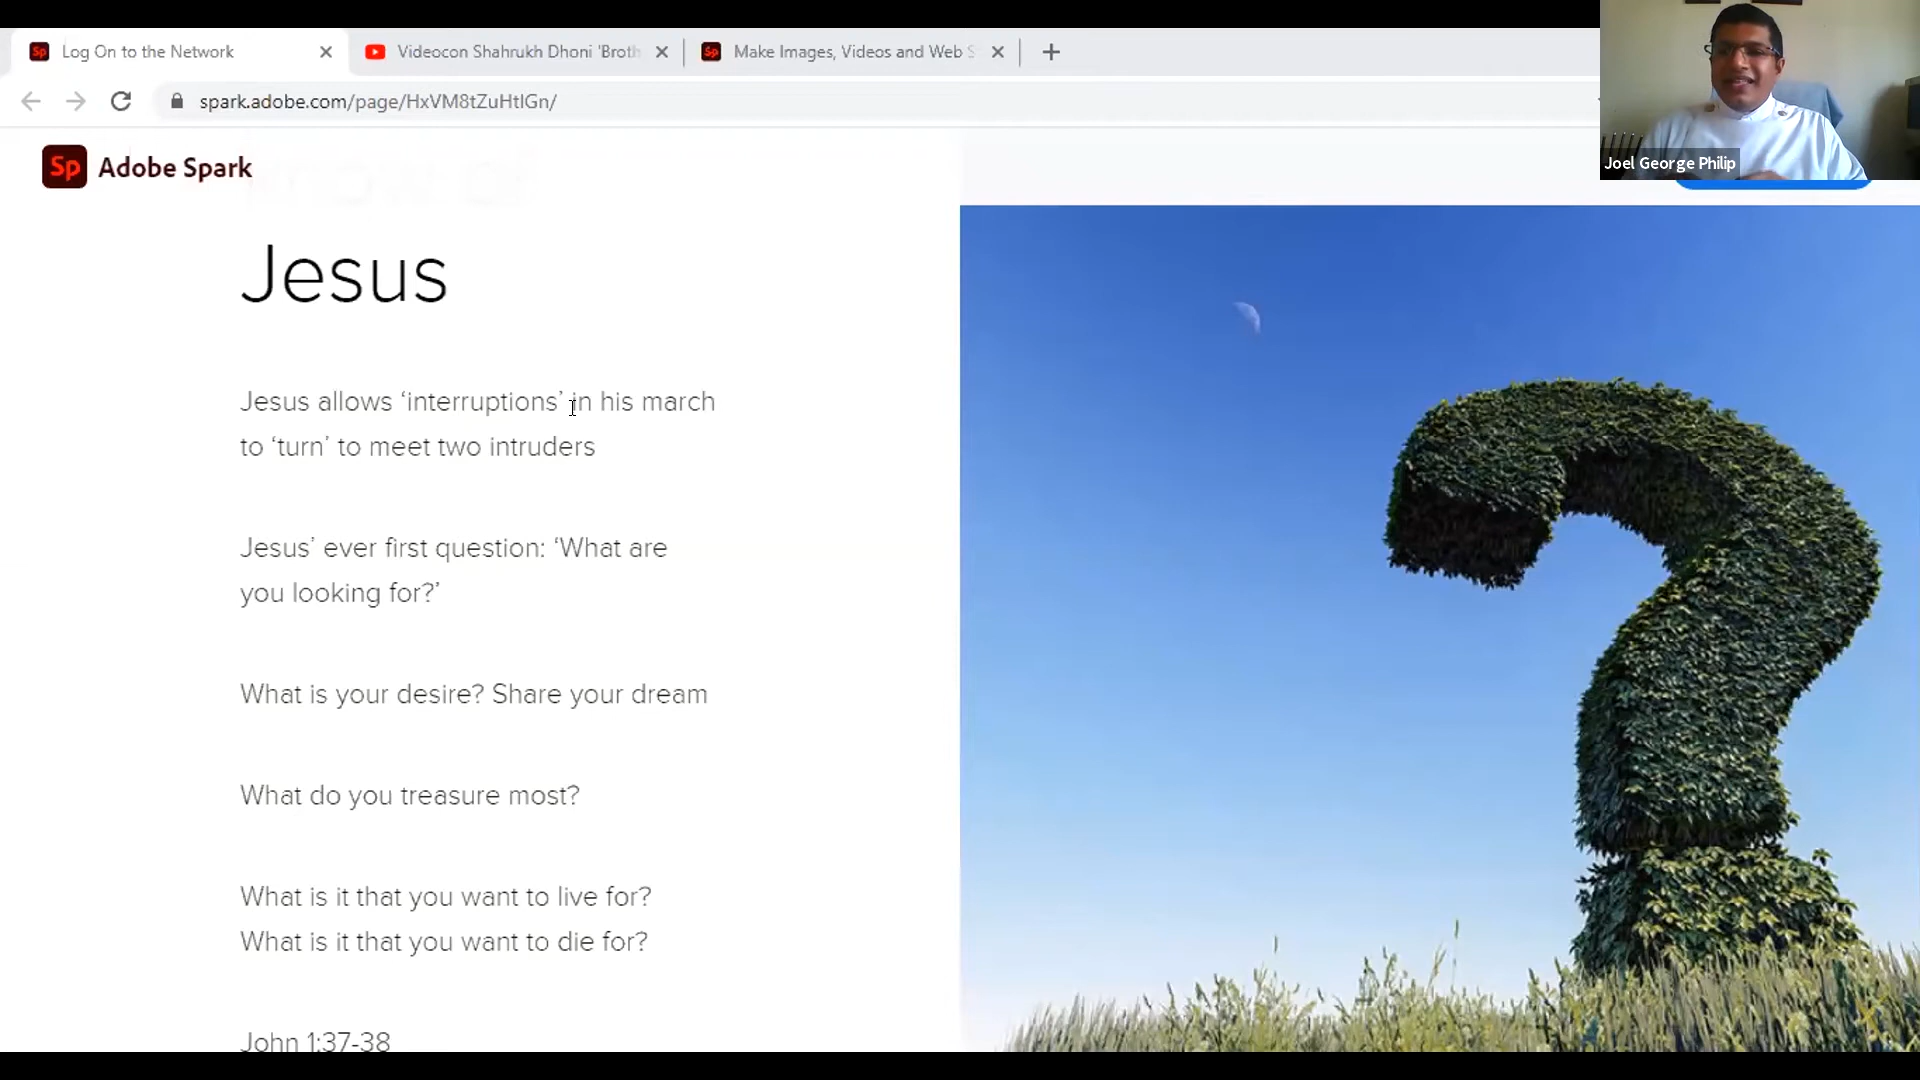 Log On to the Network
Videocon Shahrukh Dhoni 'Broth
Make Images, Videos and Web S
spark.adobe.com/page/HxVM8tZuHtIGn/
Sp Adobe Spark
Joel George Philip
Jesus
Jesus allows ‘interruptions’ in his march
to ‘turn’ to meet two intruders
Jesus’ ever first question: ‘What are
you looking for?’
What is your desire? Share your dream
What do you treasure most?
What is it that you want to live for?
What is it that you want to die for?
John 1:37-38